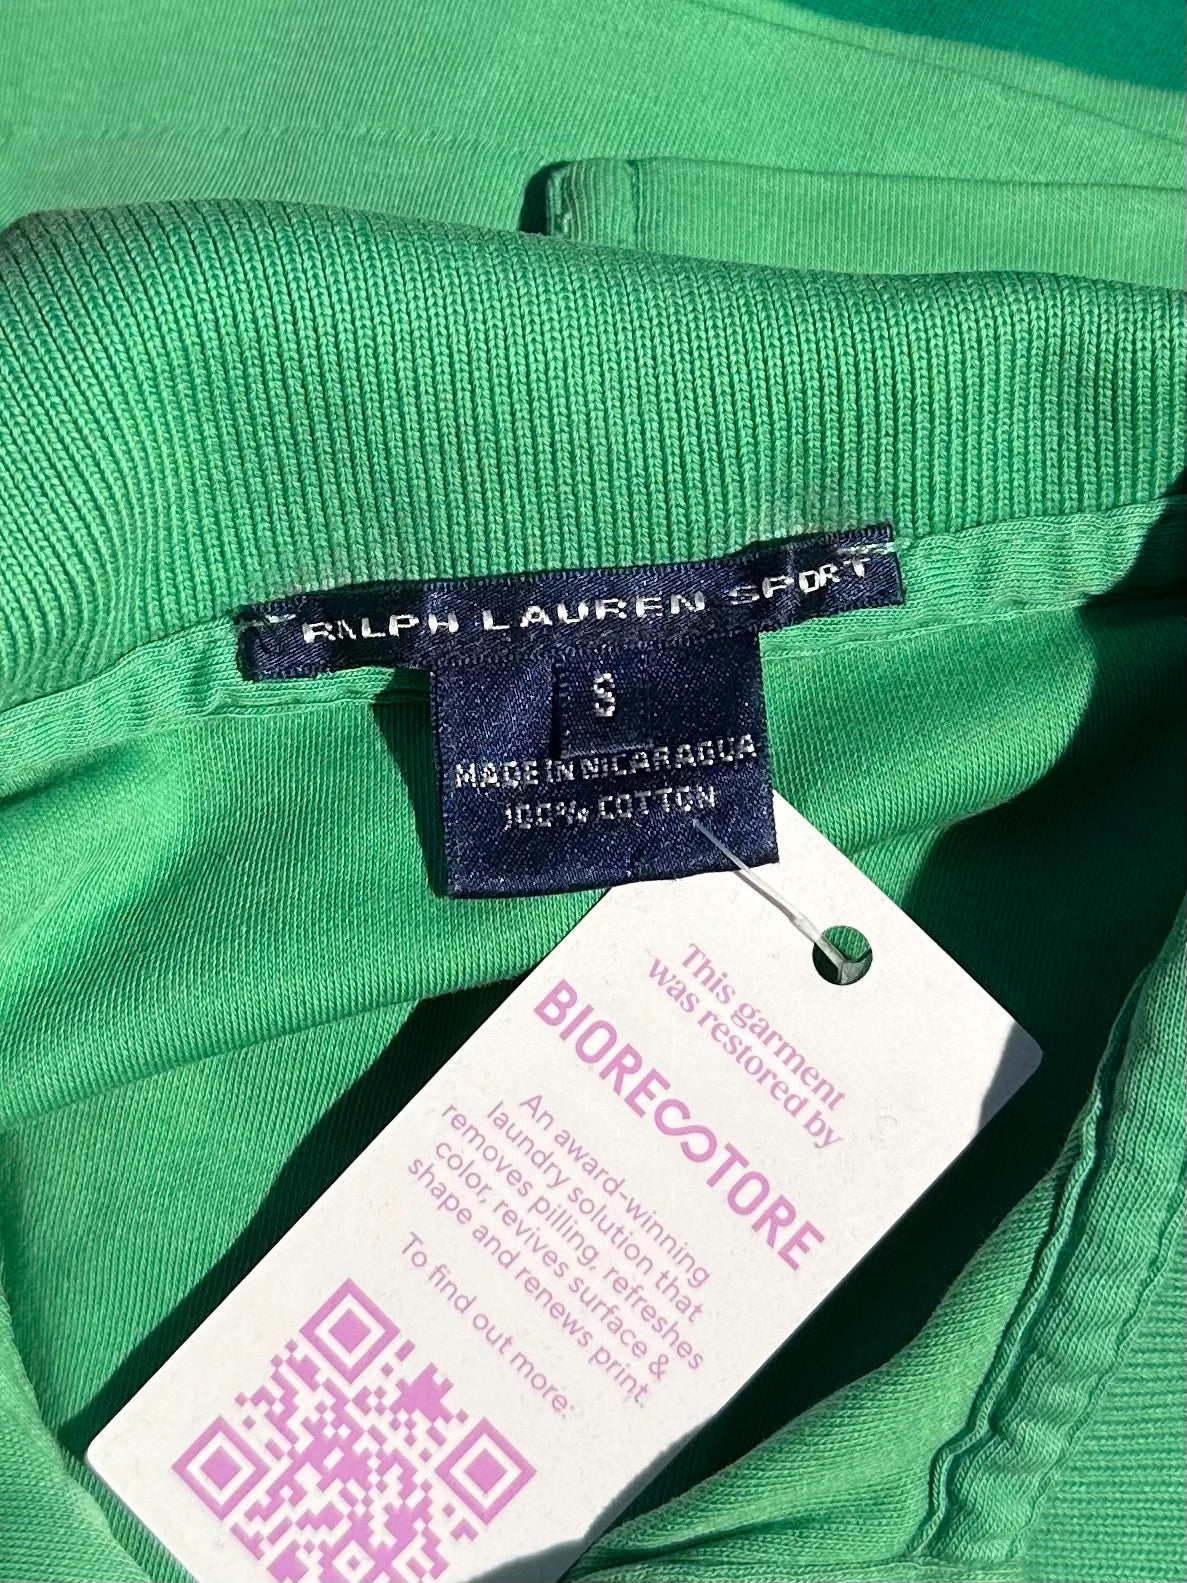 RALPH LAUREN SPORT
S
MADE IN NICARAGUA
100% COTTON
This garment
was restored by
BIORESTORE
An award-winning
laundry solution that
removes pilling, refreshes
color, revives surface &
shape and renews print.
To find out more: